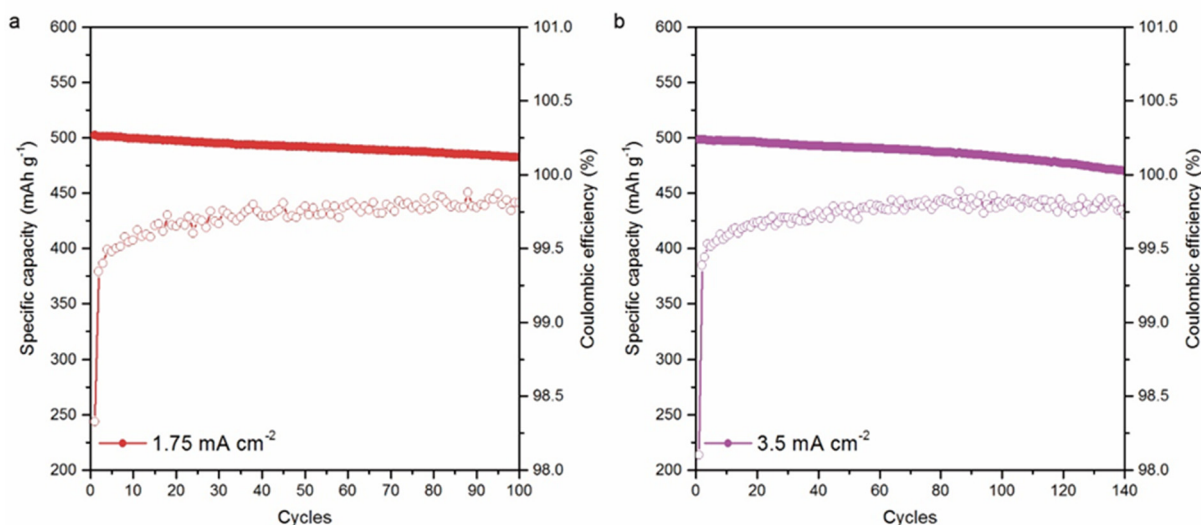 a
600
550
500
450
400
350
300
250
200
Specific capacity (mAh g⁻¹)
101.0
100.5
100.0
99.5
99.0
98.5
98.0
Coulombic efficiency (%)
1.75 mA cm⁻²
0 10 20 30 40 50 60 70 80 90 100
Cycles
b
600
550
500
450
400
350
300
250
200
Specific capacity (mAh g⁻¹)
101.0
100.5
100.0
99.5
99.0
98.5
98.0
Coulombic efficiency (%)
3.5 mA cm⁻²
0 20 40 60 80 100 120 140
Cycles